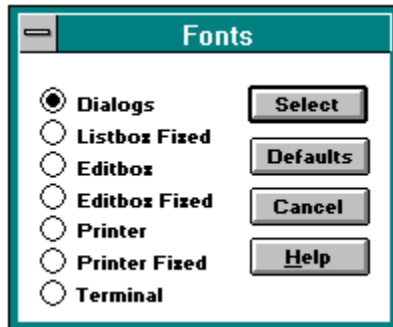 Fonts
Dialogs
Listbox Fixed
Editbox
Editbox Fixed
Printer
Printer Fixed
Terminal
Select
Defaults
Cancel
Help